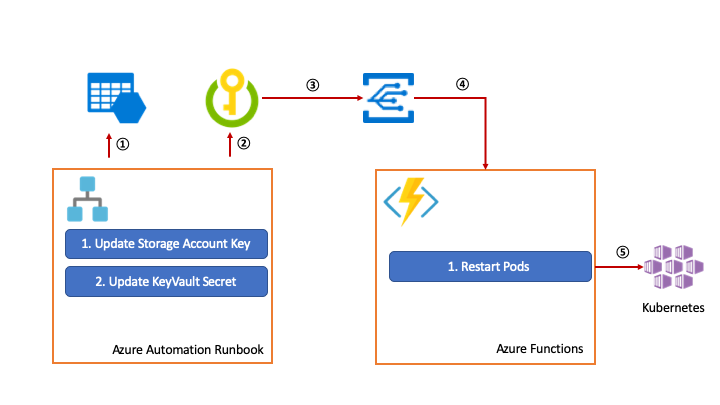 ③
④
①
②
1. Update Storage Account Key
2. Update KeyVault Secret
Azure Automation Runbook
1. Restart Pods
Azure Functions
⑤
Kubernetes